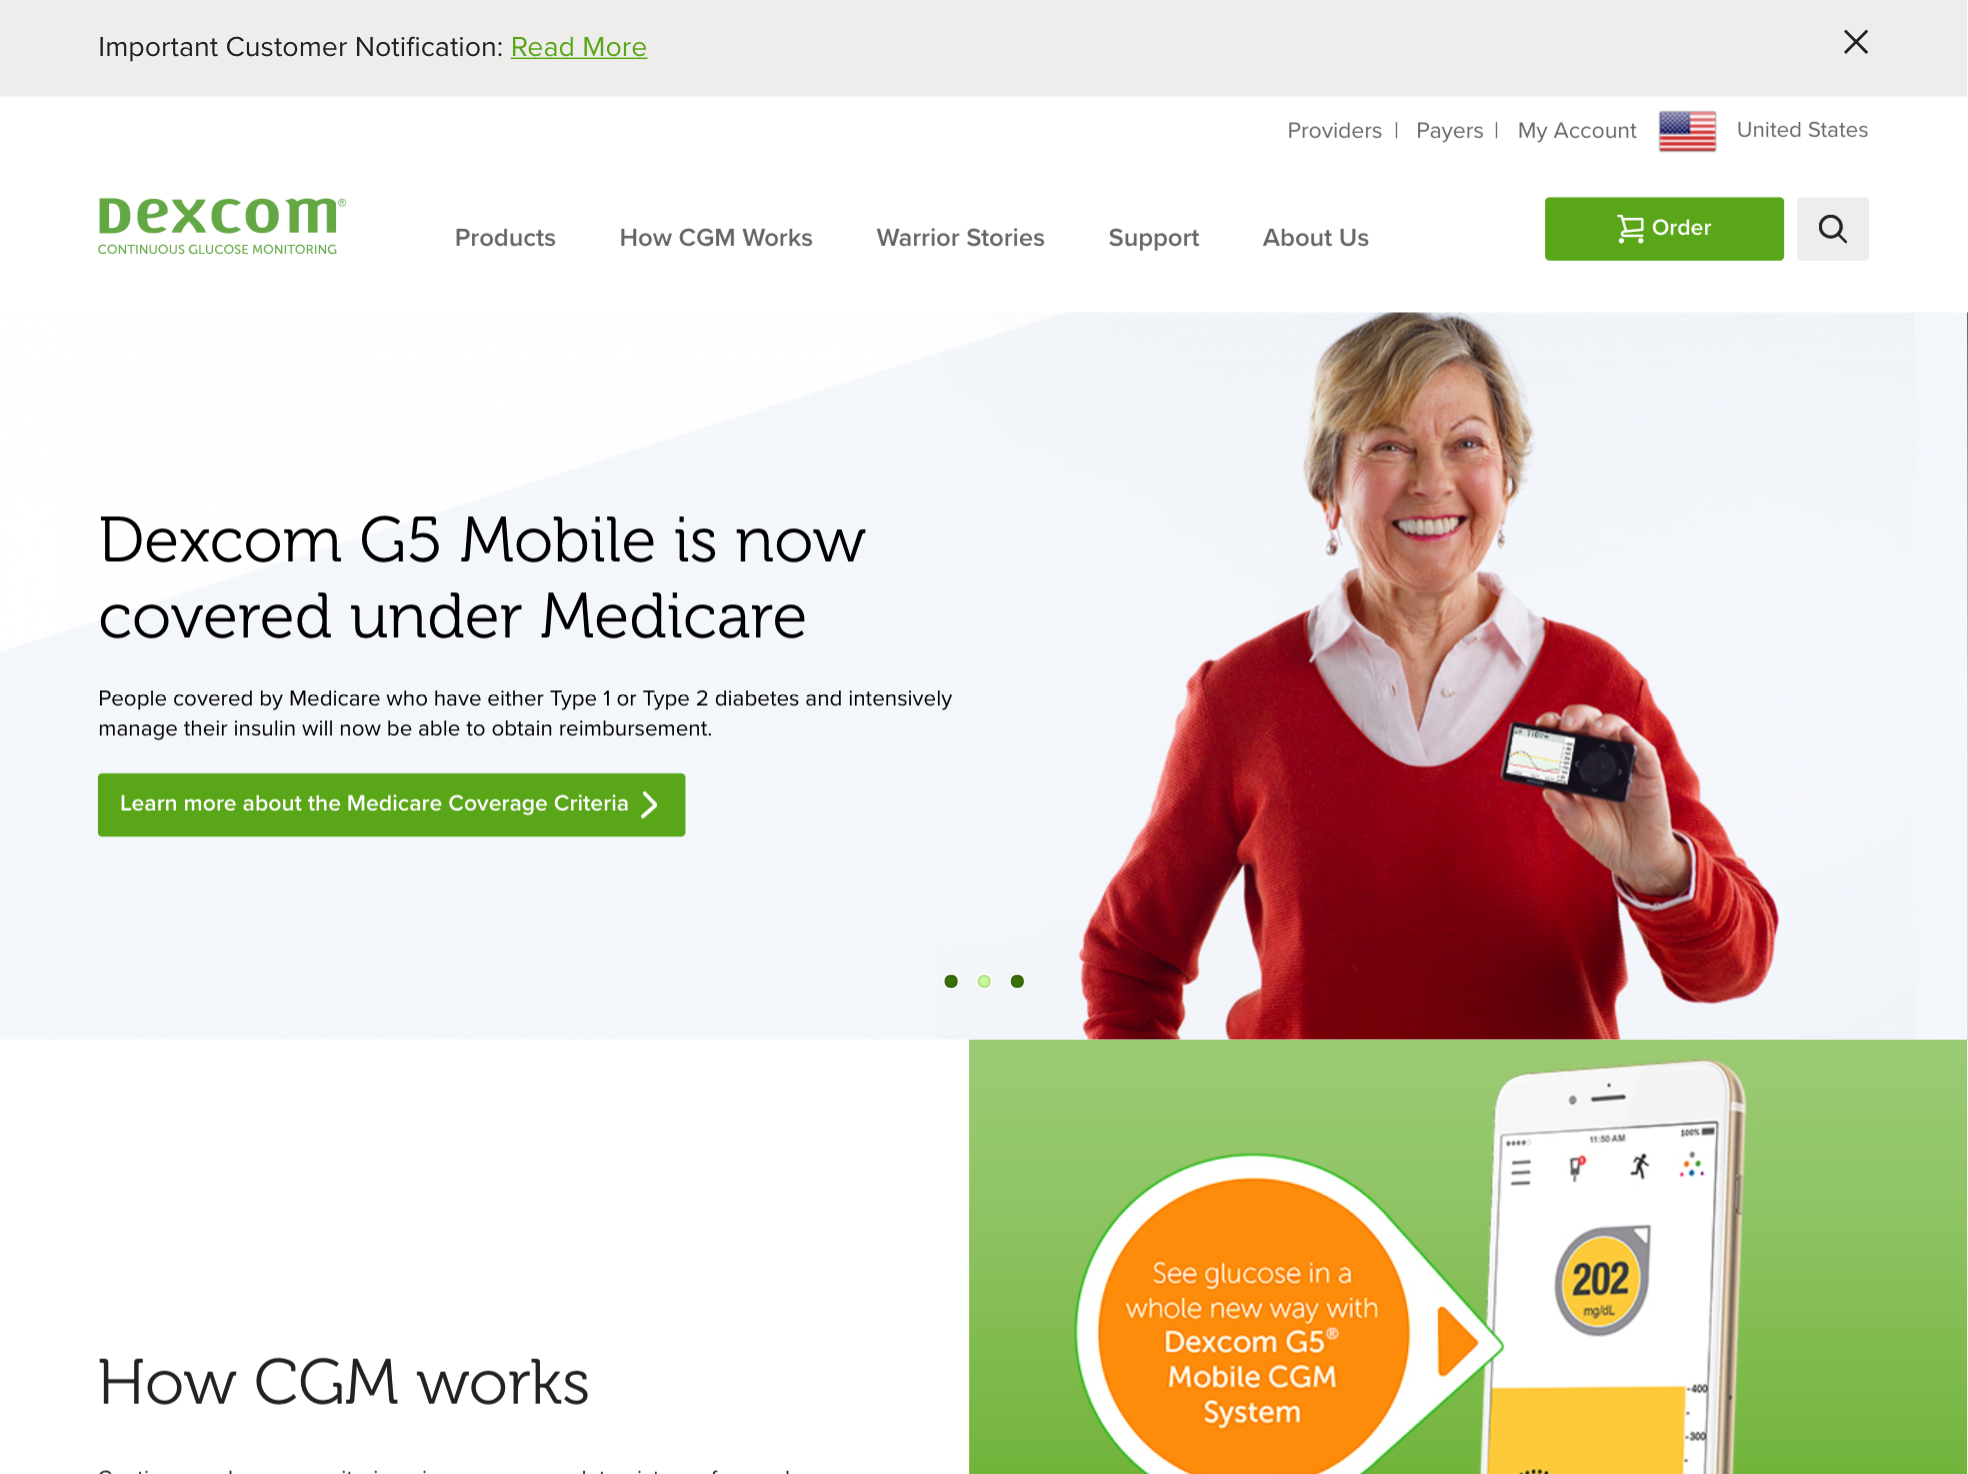 Important Customer Notification: Read More
Providers | Payers | My Account United States
Dexcom®
CONTINUOUS GLUCOSE MONITORING
Products How CGM Works Warrior Stories Support About Us
Order
Dexcom G5 Mobile is now
covered under Medicare
People covered by Medicare who have either Type 1 or Type 2 diabetes and intensively
manage their insulin will now be able to obtain reimbursement.
Learn more about the Medicare Coverage Criteria
11:50 AM 100%
202
mg/dL
See glucose in a
whole new way with
Dexcom G5®
Mobile CGM
System
400
300
How CGM works